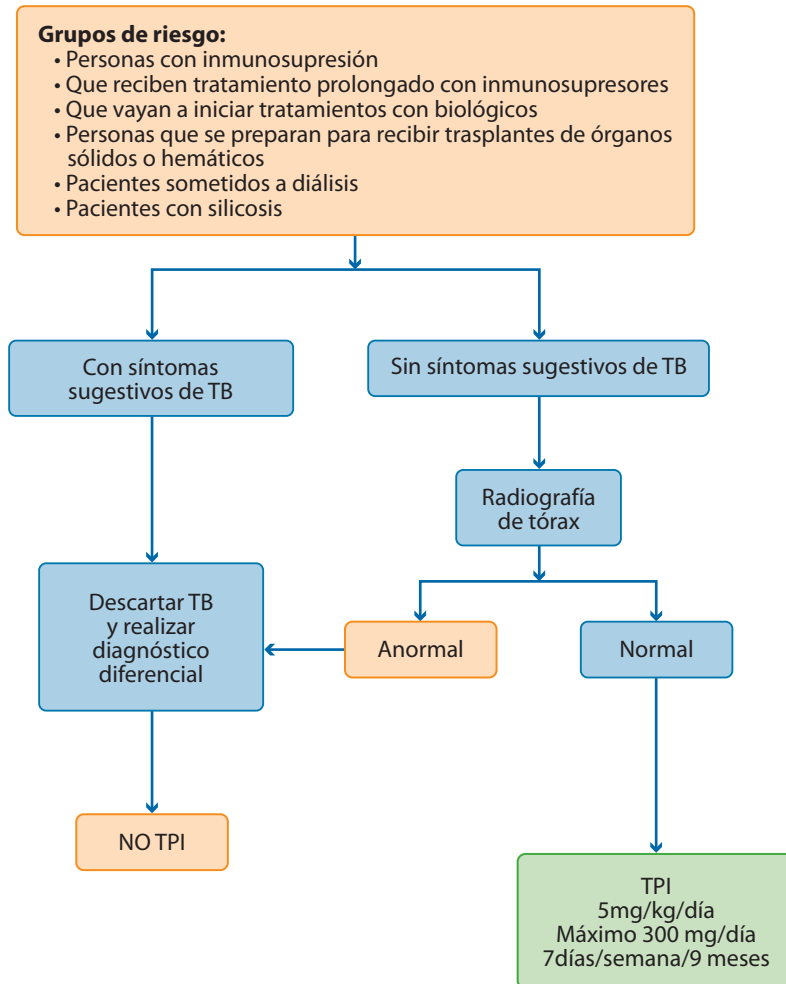 Grupos de riesgo:
• Personas con inmunosupresión
• Que reciben tratamiento prolongado con inmunosupresores
• Que vayan a iniciar tratamientos con biológicos
• Personas que se preparan para recibir trasplantes de órganos
sólidos o hemáticos
• Pacientes sometidos a diálisis
• Pacientes con silicosis
Con síntomas
sugestivos de TB
Sin síntomas sugestivos de TB
Radiografía
de tórax
Descartar TB
y realizar
diagnóstico
diferencial
Anormal
Normal
NO TPI
TPI
5mg/kg/día
Máximo 300 mg/día
7días/semana/9 meses